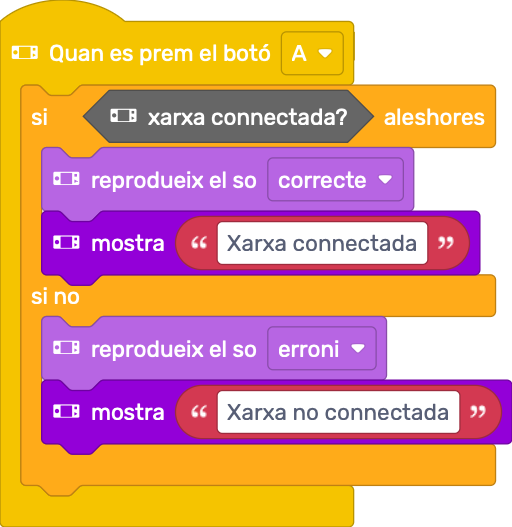 Quan es prem el botó A
si xarxa connectada? aleshores
reprodueix el so correcte
mostra “ Xarxa connectada ”
si no
reprodueix el so erroni
mostra “ Xarxa no connectada ”